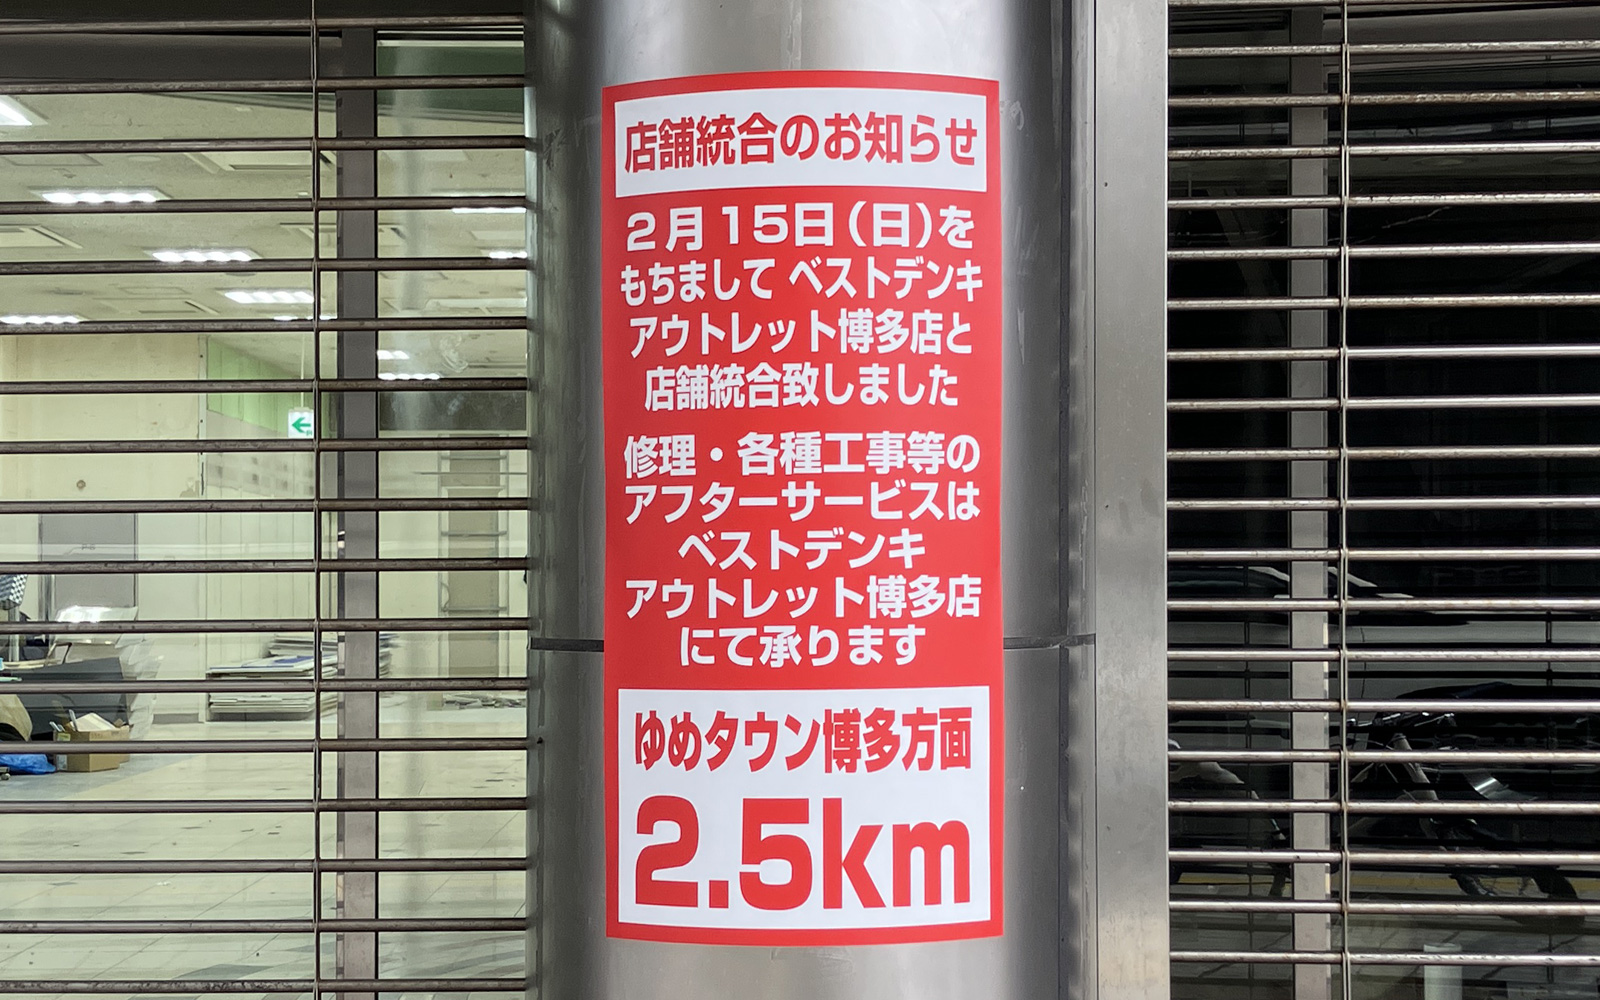 店舗統合のお知らせ
2月15日(日)を
もちまして ベストデンキ
アウトレット博多店と
店舗統合致しました
修理・各種工事等の
アフターサービスは
ベストデンキ
アウトレット博多店
にて承ります
ゆめタウン博多方面
2.5km